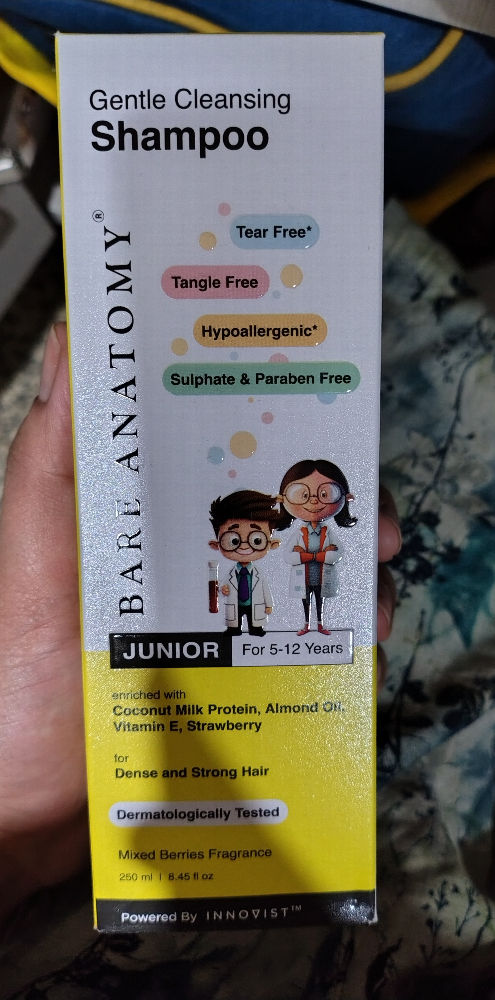 Gentle Cleansing
Shampoo
BARE ANATOMY®
Tear Free*
Tangle Free
Hypoallergenic*
Sulphate & Paraben Free
JUNIOR For 5-12 Years
enriched with
Coconut Milk Protein, Almond Oil,
Vitamin E, Strawberry
for
Dense and Strong Hair
Dermatologically Tested
Mixed Berries Fragrance
250 ml | 8.45 fl oz
Powered By INNOVIST™